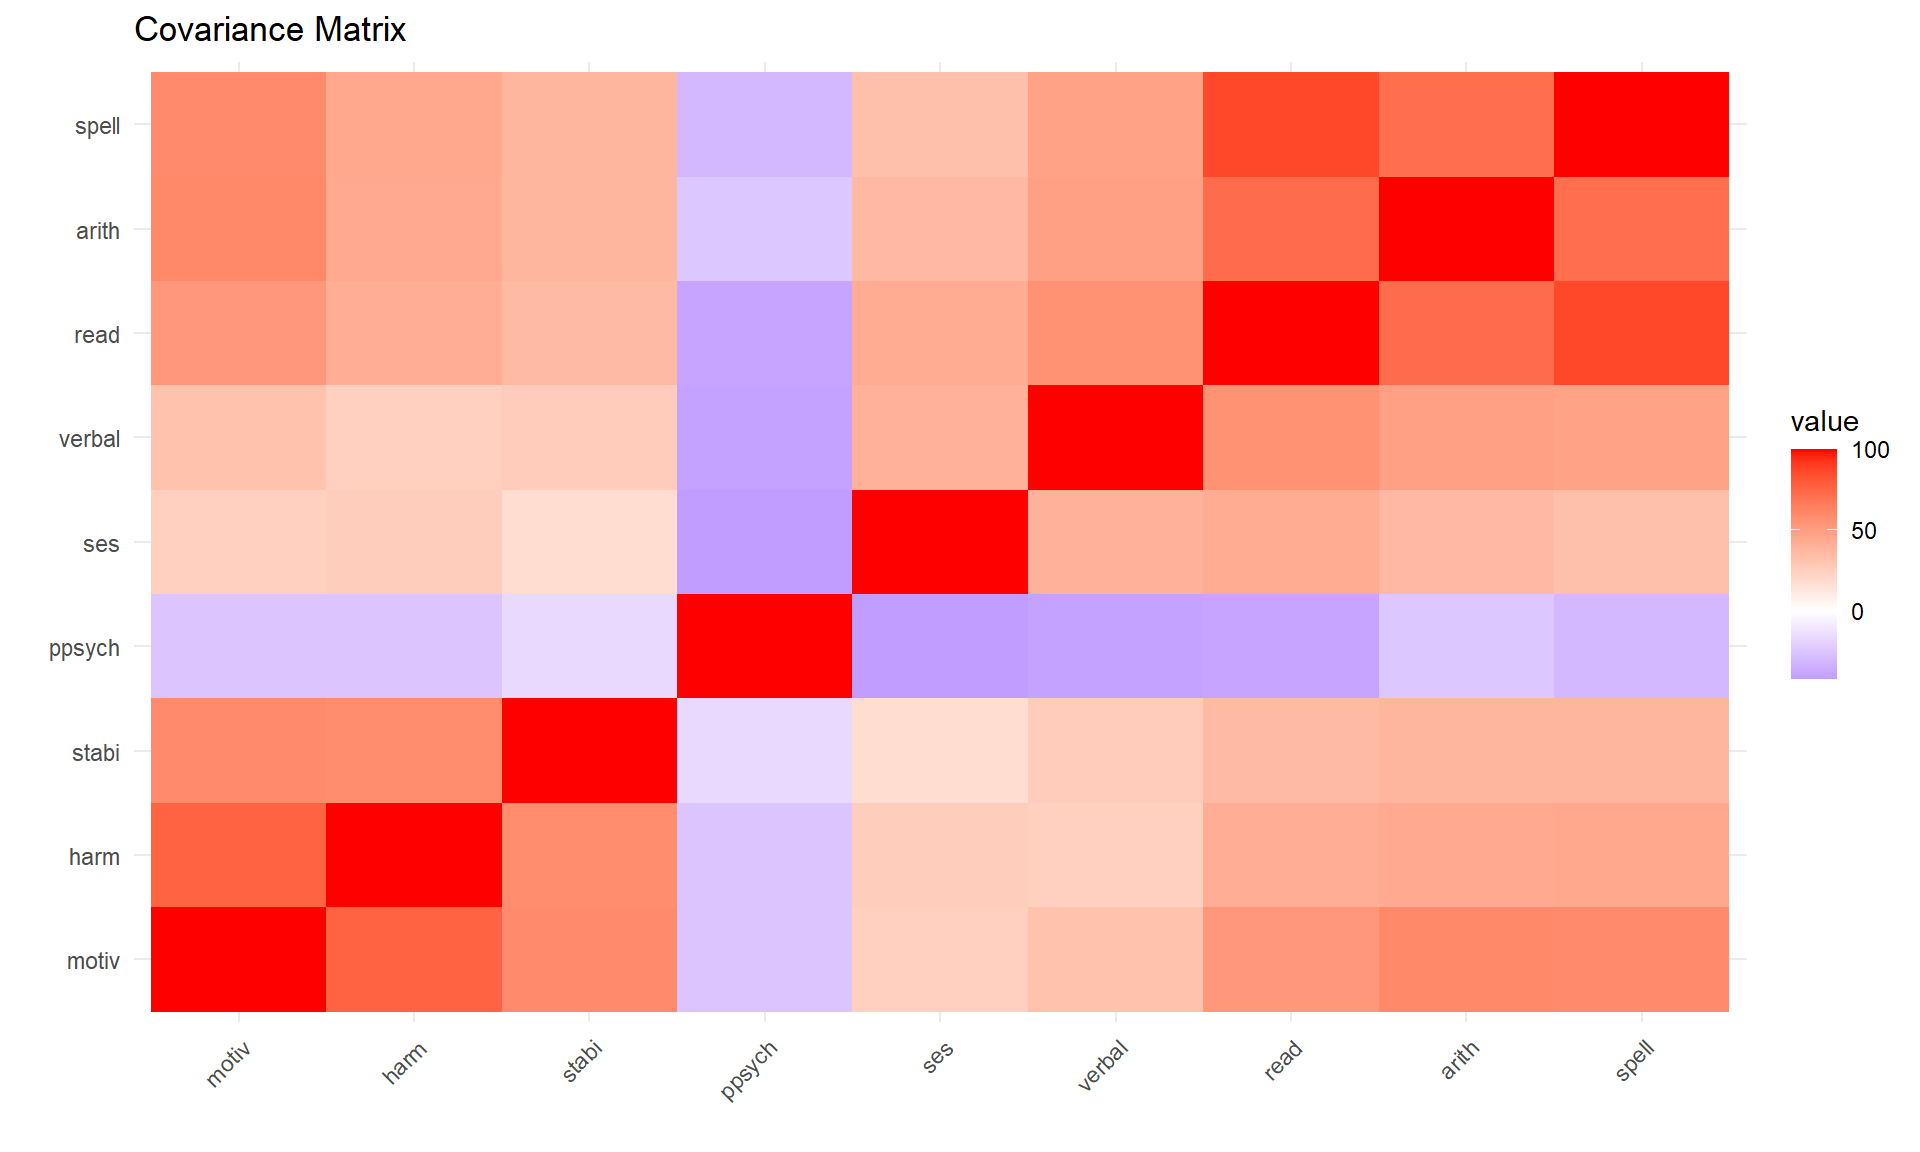 Covariance Matrix
spell
arith
read
verbal
ses
ppsych
stabi
harm
motiv
motiv
harm
stabi
ppsych
ses
verbal
read
arith
spell
value
100
50
0